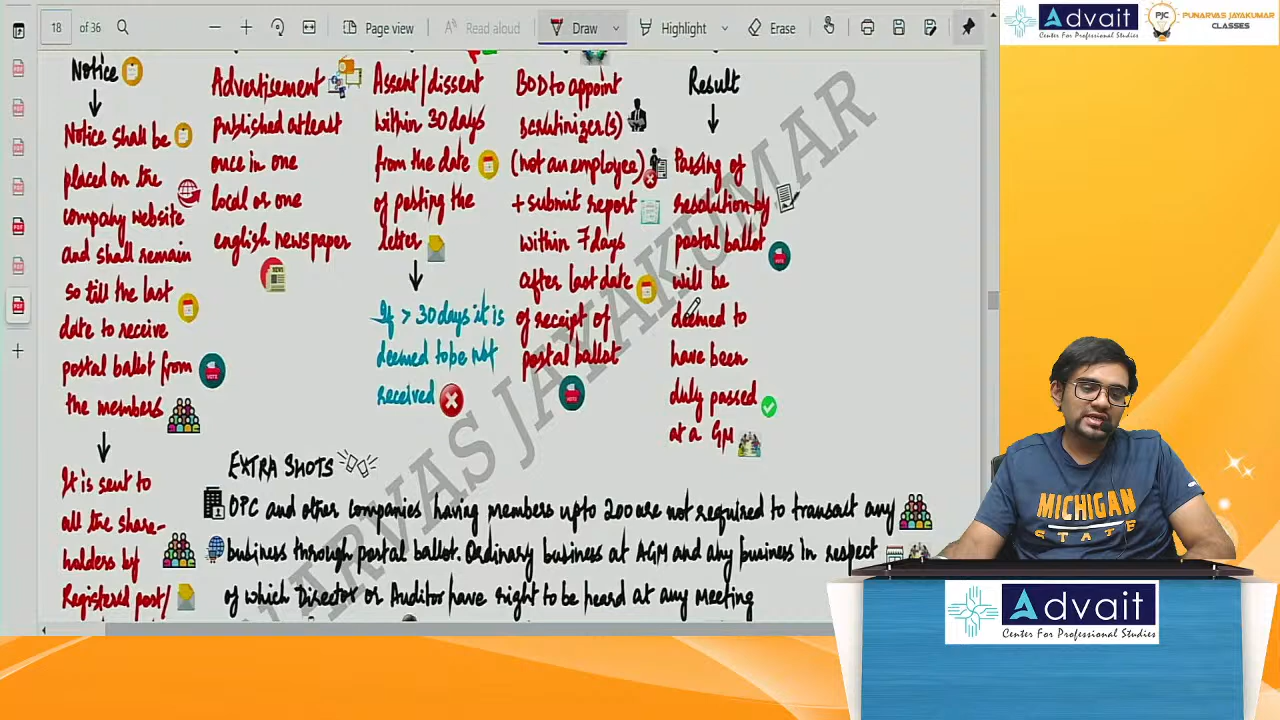 18 of 36
Page view
Read aloud
Draw
Highlight
Erase
Advait
Center For Professional Studies
PJC
PUNARVAS JAYAKUMAR
CLASSES
Notice
Notice shall be
placed on the
company website
and shall remain
so till the last
date to receive
postal ballot from
the members
It is sent to
all the share-
holders by
Registered post/
Advertisement
published atleast
once in one
local or one
english newspaper
Assent/dissent
within 30 days
from the date
of posting the
letter
If > 30 days it is
deemed to be not
received
BOD to appoint
scrutinizer(s)
(not an employee)
+ submit report
within 7 days
after last date
of receipt of
postal ballot
Result
Passing of
resolution by
postal ballot
will be
deemed to
have been
duly passed
at a GM
EXTRA SHOTS
OPC and other companies having members upto 200 are not required to transact any
business through postal ballot. Ordinary business at AGM and any business in respect
of which Director or Auditor have right to be heard at any meeting
NARVAS JAYAKUMAR
MICHIGAN
STATE
Advait
Center For Professional Studies